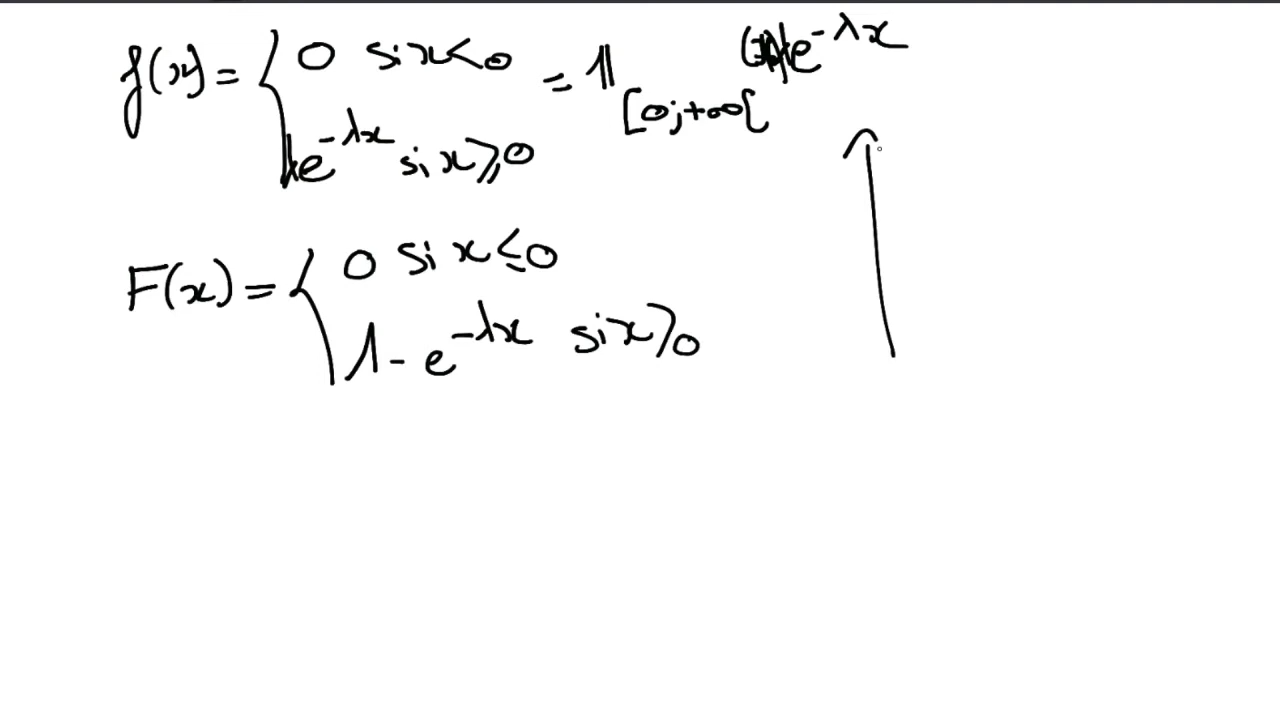 f(x) = { 0 si x < 0 = 𝟙[0;+∞[ (x) λe^{-λx}
λe^{-λx} si x ⩾ 0
F(x) = { 0 si x ≤ 0
1 - e^{-λx} si x ⩾ 0